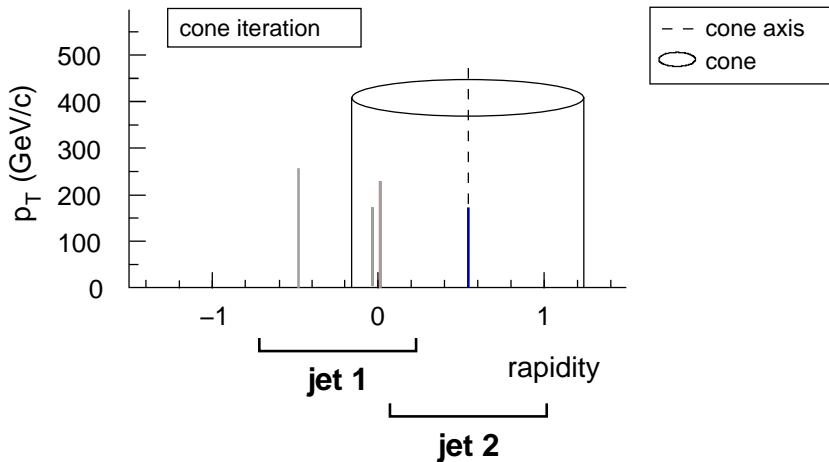 cone iteration
cone axis
cone
p_T (GeV/c)
500
400
300
200
100
0
–1 0 1
rapidity
jet 1
jet 2